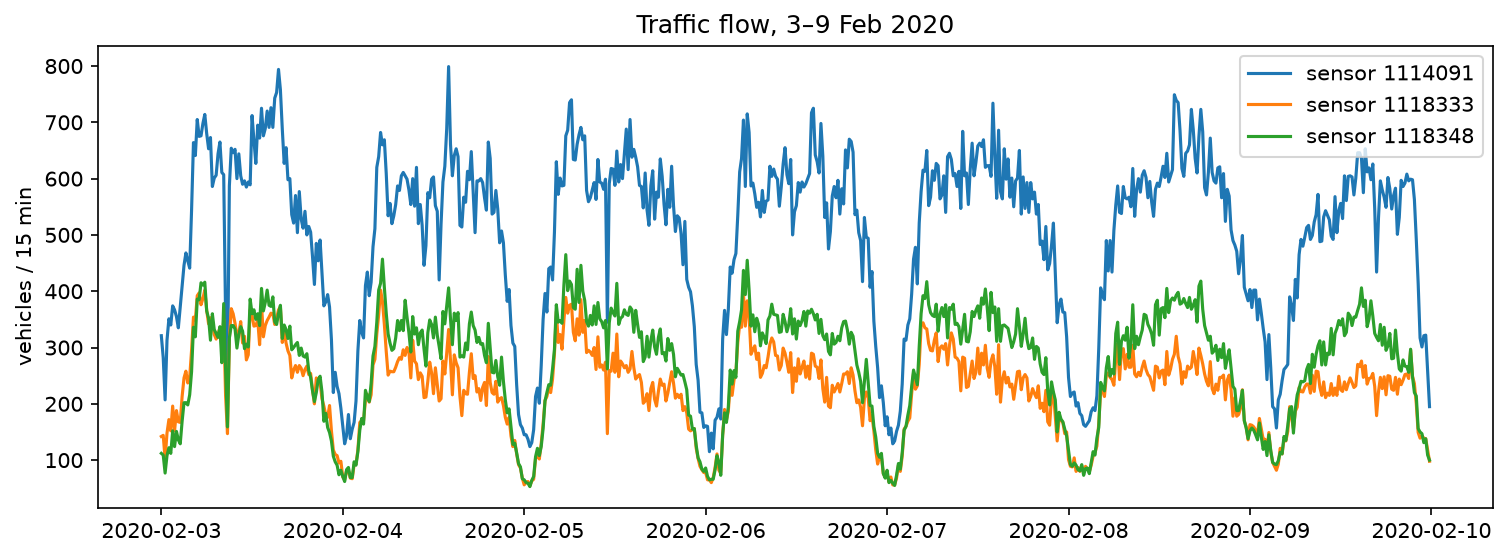 Traffic flow, 3–9 Feb 2020
vehicles / 15 min
800
700
600
500
400
300
200
100
sensor 1114091
sensor 1118333
sensor 1118348
2020-02-03 2020-02-04 2020-02-05 2020-02-06 2020-02-07 2020-02-08 2020-02-09 2020-02-10